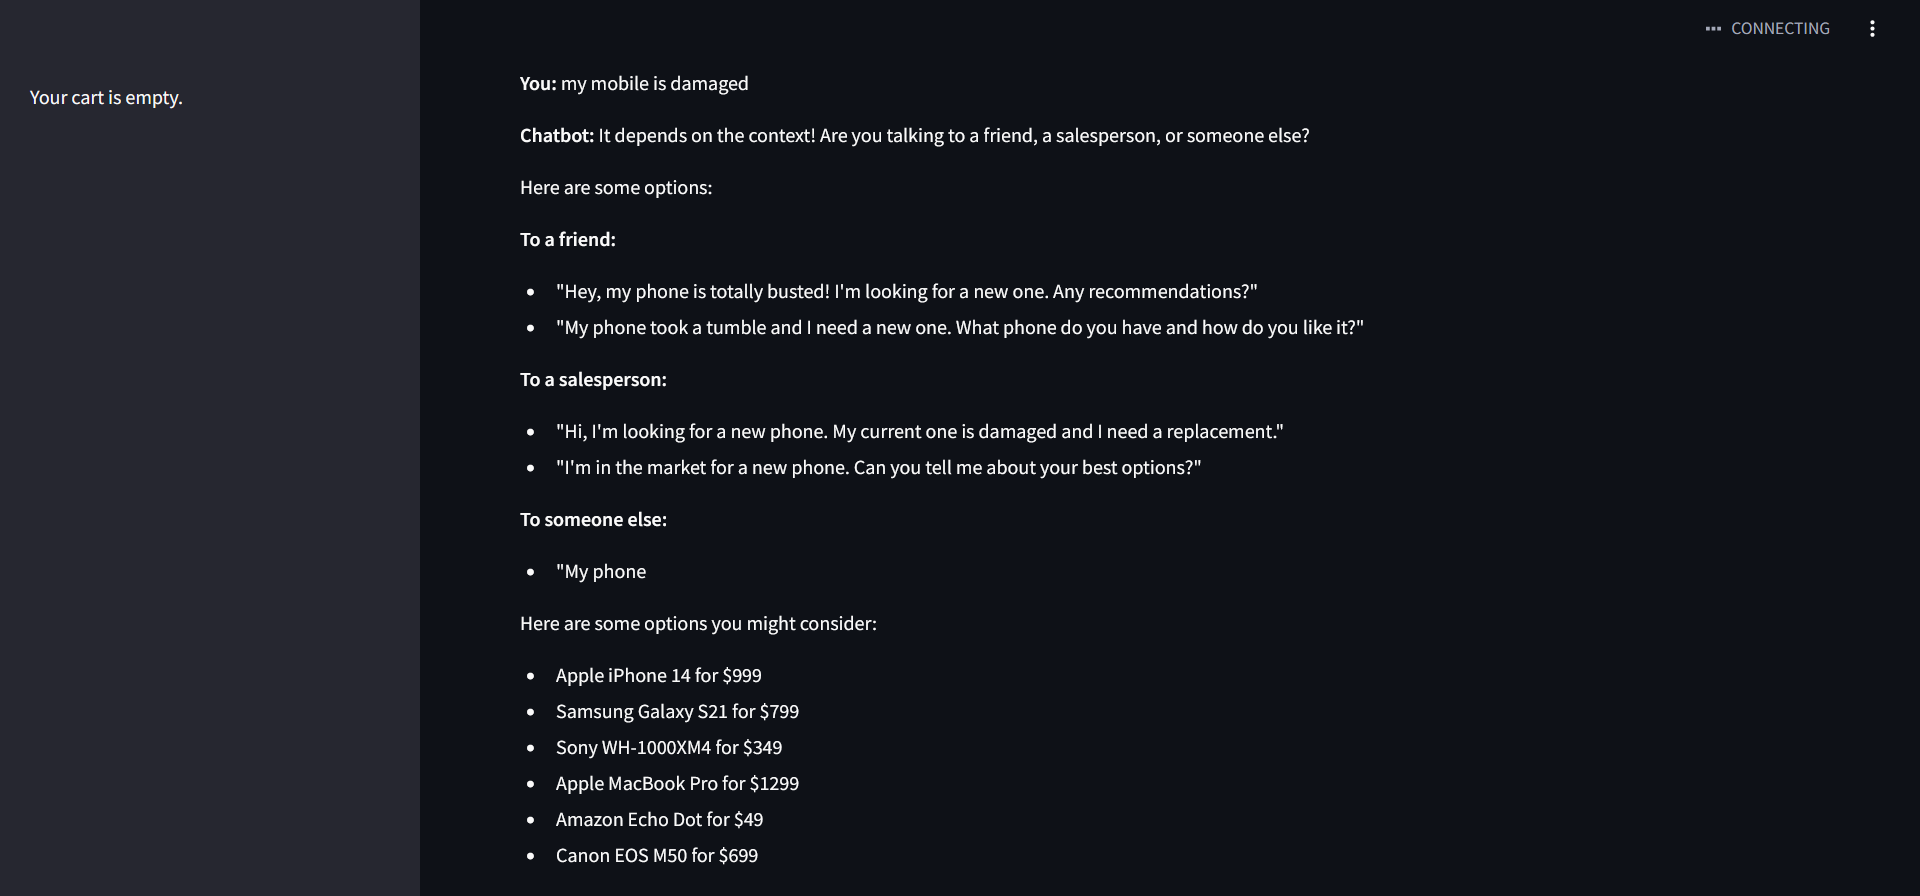 CONNECTING
Your cart is empty.
You: my mobile is damaged
Chatbot: It depends on the context! Are you talking to a friend, a salesperson, or someone else?
Here are some options:
To a friend:
"Hey, my phone is totally busted! I'm looking for a new one. Any recommendations?"
"My phone took a tumble and I need a new one. What phone do you have and how do you like it?"
To a salesperson:
"Hi, I'm looking for a new phone. My current one is damaged and I need a replacement."
"I'm in the market for a new phone. Can you tell me about your best options?"
To someone else:
"My phone
Here are some options you might consider:
Apple iPhone 14 for $999
Samsung Galaxy S21 for $799
Sony WH-1000XM4 for $349
Apple MacBook Pro for $1299
Amazon Echo Dot for $49
Canon EOS M50 for $699